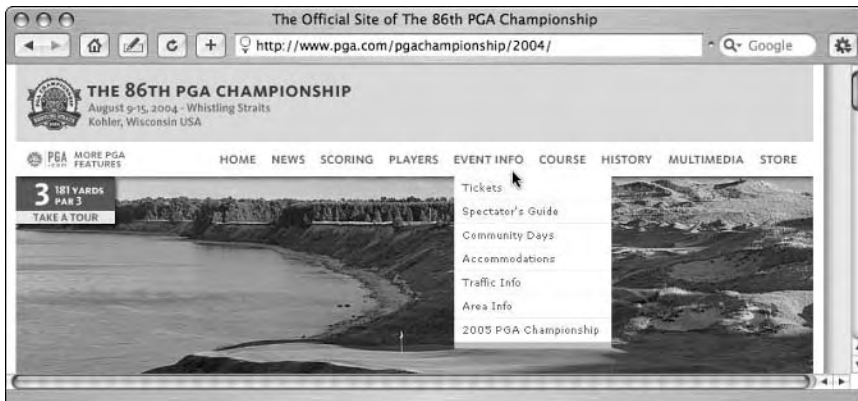 The Official Site of The 86th PGA Championship
http://www.pga.com/pgachampionship/2004/
Google
THE 86TH PGA CHAMPIONSHIP
August 9-15, 2004 - Whistling Straits
Kohler, Wisconsin USA
PGA .com MORE PGA FEATURES
HOME NEWS SCORING PLAYERS EVENT INFO COURSE HISTORY MULTIMEDIA STORE
3 181 YARDS PAR 3
TAKE A TOUR
Tickets
Spectator's Guide
Community Days
Accommodations
Traffic Info
Area Info
2005 PGA Championship